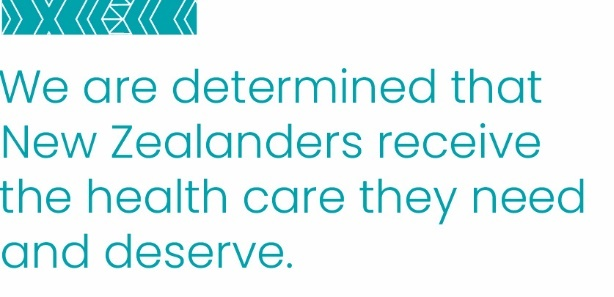 We are determined that
New Zealanders receive
the health care they need
and deserve.